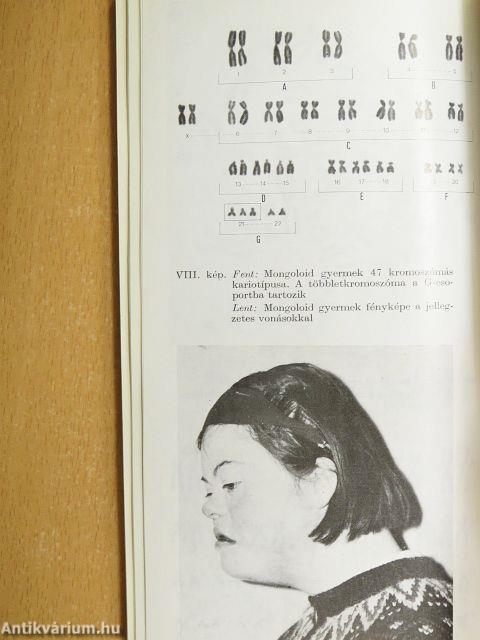 1 2 3 4 5
A B
x 6 7 8 9 10 11 12
C
13 14 15 16 17 18 19 20
D E F
21 22
G
VIII. kép. Fent: Mongoloid gyermek 47 kromoszómás
kariotípusa. A többletkromoszóma a G-cso-
portba tartozik
Lent: Mongoloid gyermek fényképe a jelleg-
zetes vonásokkal
Antikvárium.hu